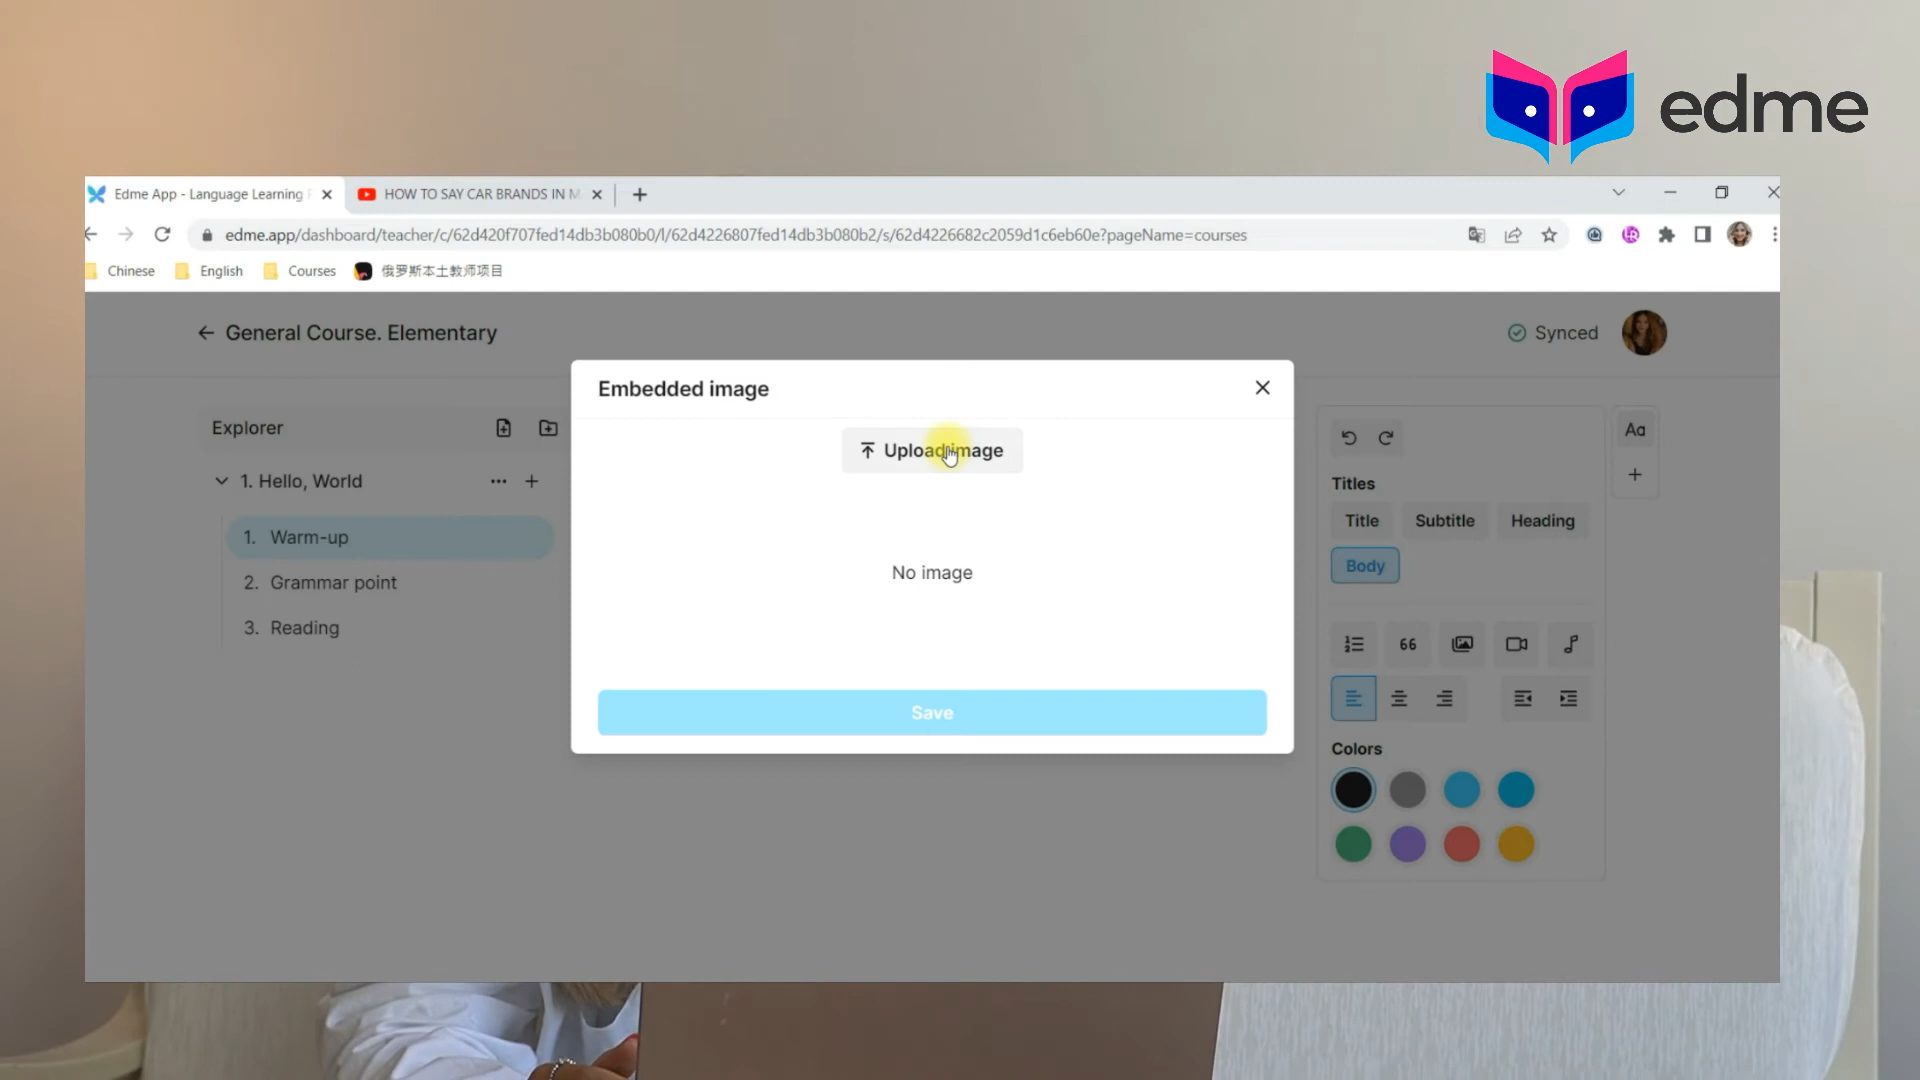 edme
Edme App - Language Learning
HOW TO SAY CAR BRANDS IN M
edme.app/dashboard/teacher/c/62d420f707fed14db3b080b0/l/62d4226807fed14db3b080b2/s/62d4226682c2059d1c6eb60e?pageName=courses
Chinese
English
Courses
俄罗斯本土教师项目
General Course. Elementary
Synced
Embedded image
Explorer
Upload image
Aa
1. Hello, World
Titles
Title
Subtitle
Heading
1. Warm-up
Body
No image
2. Grammar point
3. Reading
66
Save
Colors